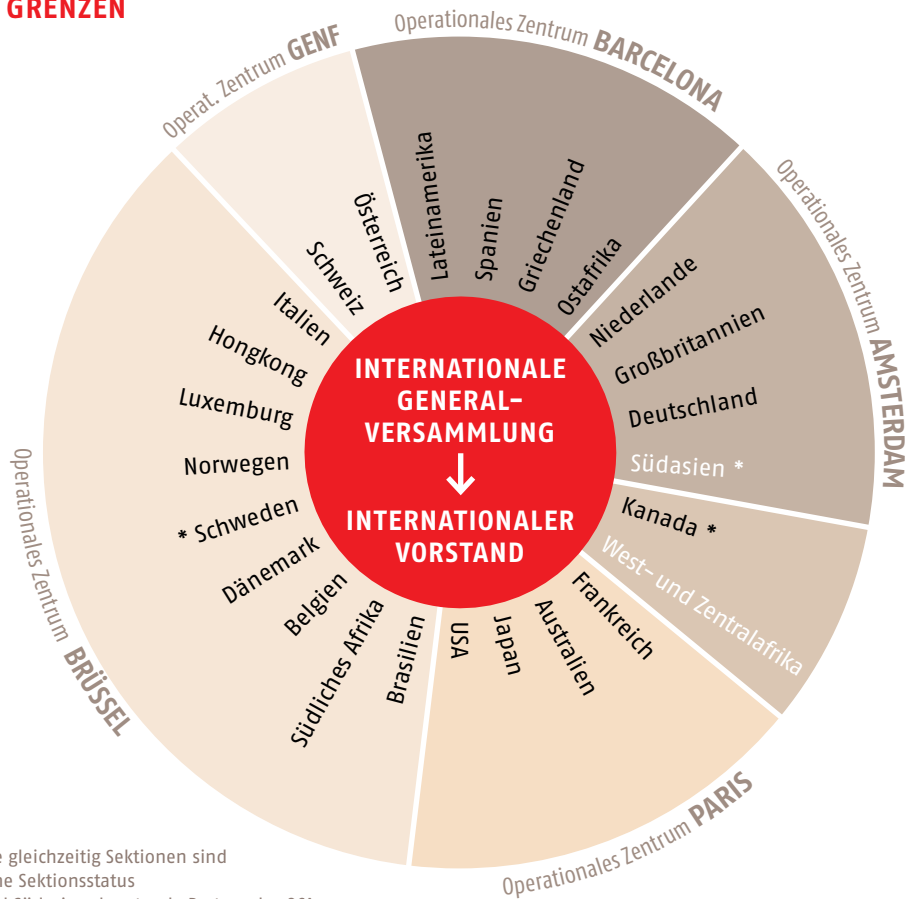 GRENZEN
Operat. Zentrum GENF
Österreich
Schweiz
Operationales Zentrum BARCELONA
Lateinamerika
Spanien
Griechenland
Ostafrika
Operationales Zentrum AMSTERDAM
Niederlande
Großbritannien
Deutschland
Südasien *
Kanada *
West- und Zentralafrika
Operationales Zentrum PARIS
Frankreich
Australien
Japan
USA
Operationales Zentrum BRÜSSEL
Italien
Hongkong
Luxemburg
Norwegen
* Schweden
Dänemark
Belgien
Südliches Afrika
Brasilien
INTERNATIONALE
GENERAL-
VERSAMMLUNG
↓
INTERNATIONALER
VORSTAND
gleichzeitig Sektionen sind
Sektionsstatus